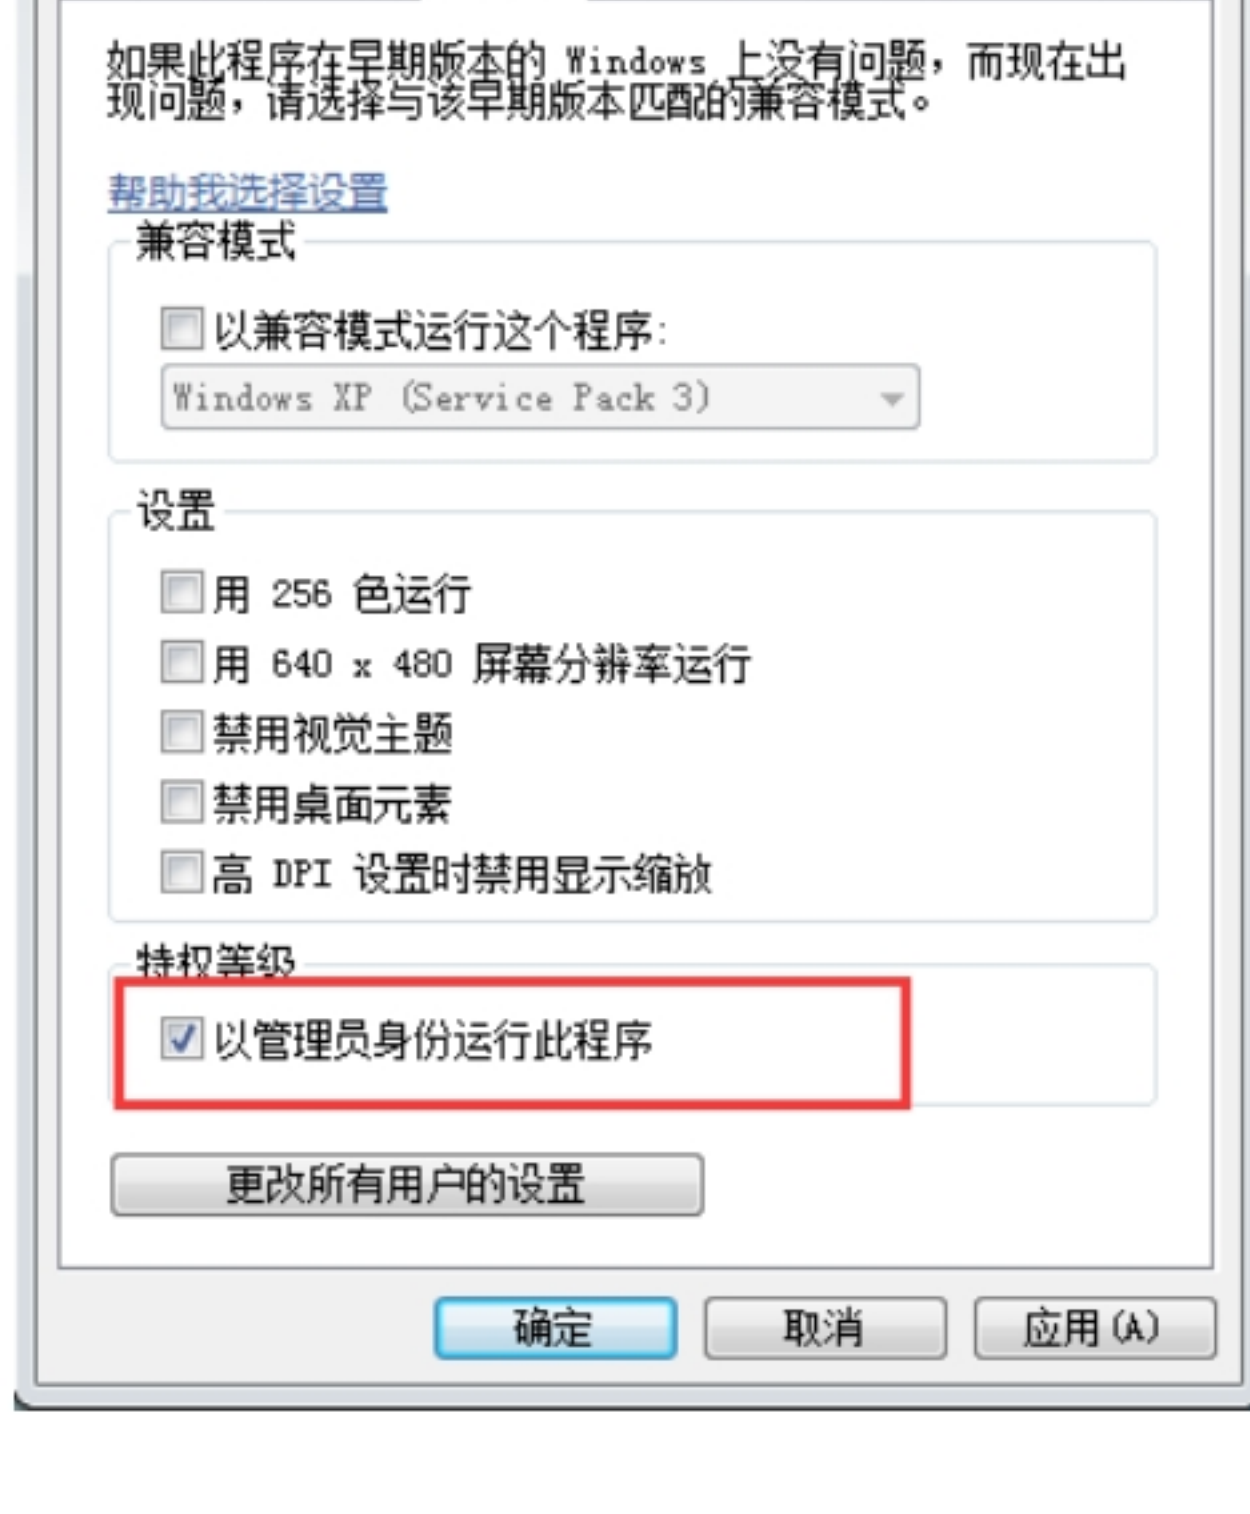 如果此程序在早期版本的 Windows 上没有问题，而现在出
现问题，请选择与该早期版本匹配的兼容模式。
帮助我选择设置
兼容模式
以兼容模式运行这个程序:
Windows XP (Service Pack 3)
设置
用 256 色运行
用 640 x 480 屏幕分辨率运行
禁用视觉主题
禁用桌面元素
高 DPI 设置时禁用显示缩放
特权等级
以管理员身份运行此程序
更改所有用户的设置
确定 取消 应用(A)